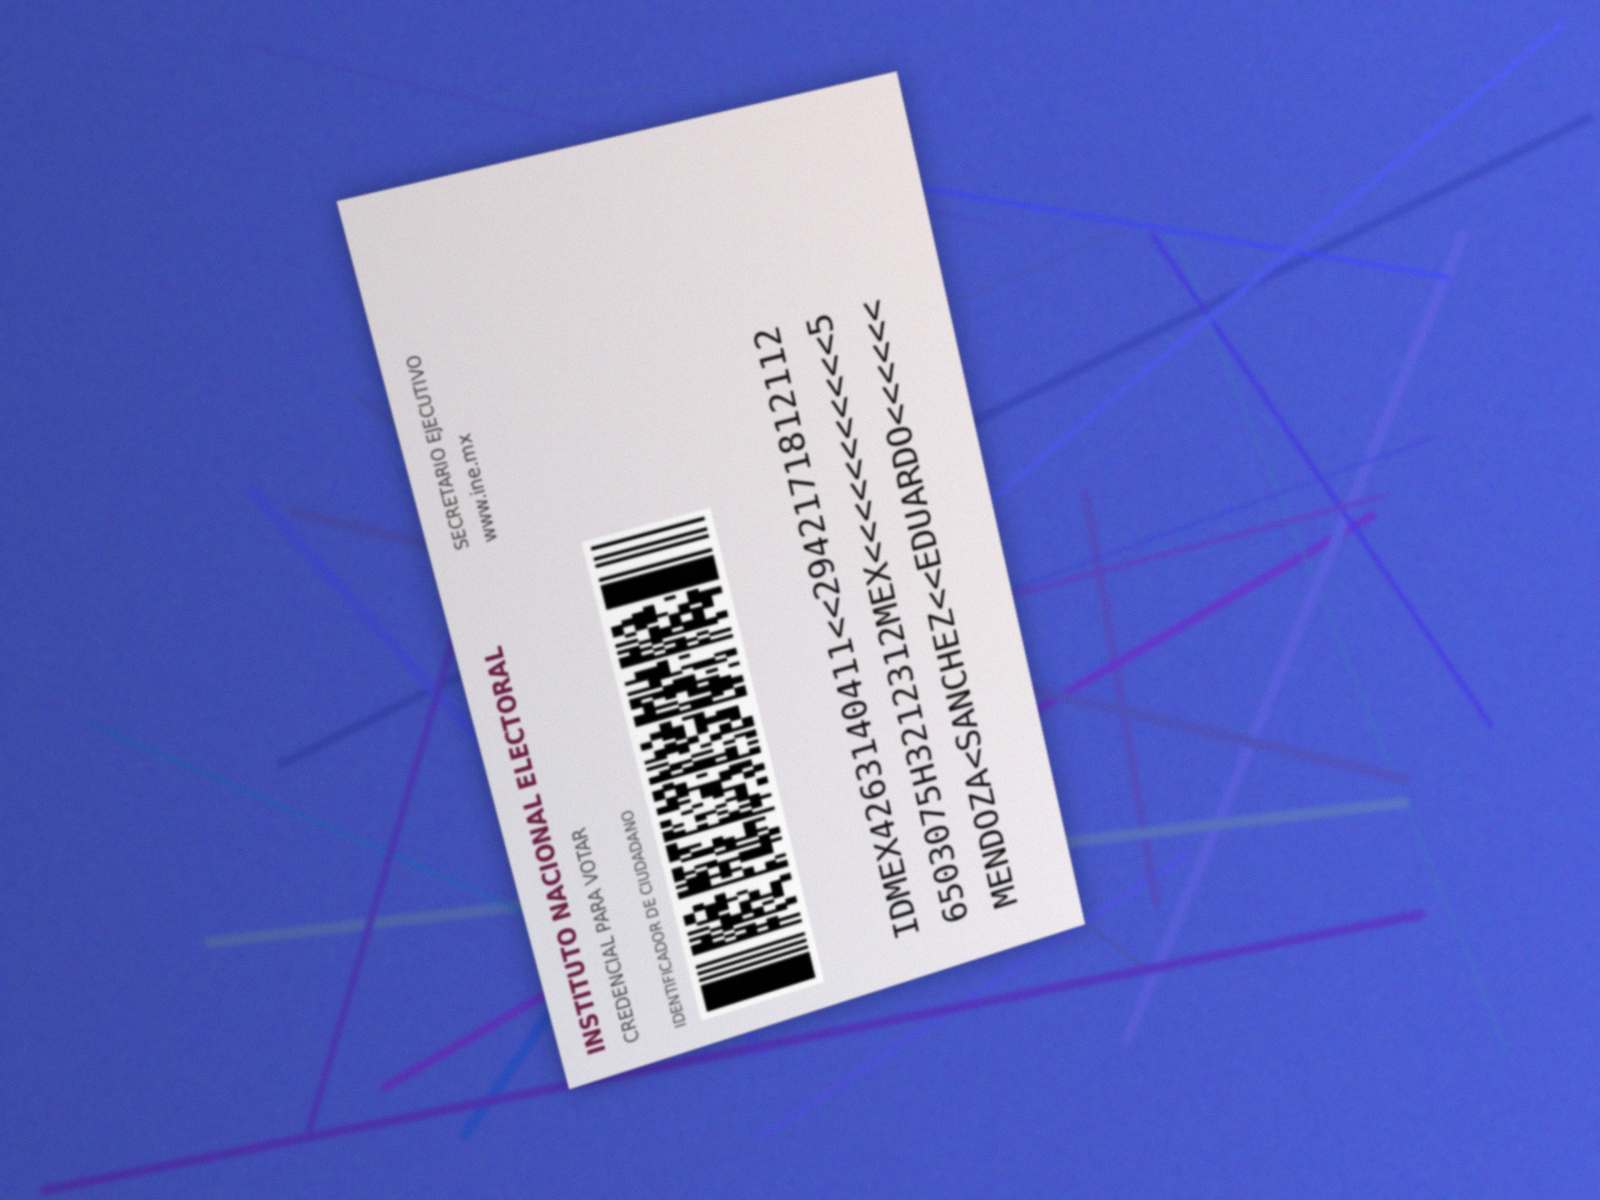 INSTITUTO NACIONAL ELECTORAL
CREDENCIAL PARA VOTAR
SECRETARIO EJECUTIVO
www.ine.mx
IDENTIFICADOR DE CIUDADANO
IDMEX4263140411<<2942171812112
6503075H3212312MEX<<<<<<<<<<<5
MENDOZA<SANCHEZ<<EDUARDO<<<<<<